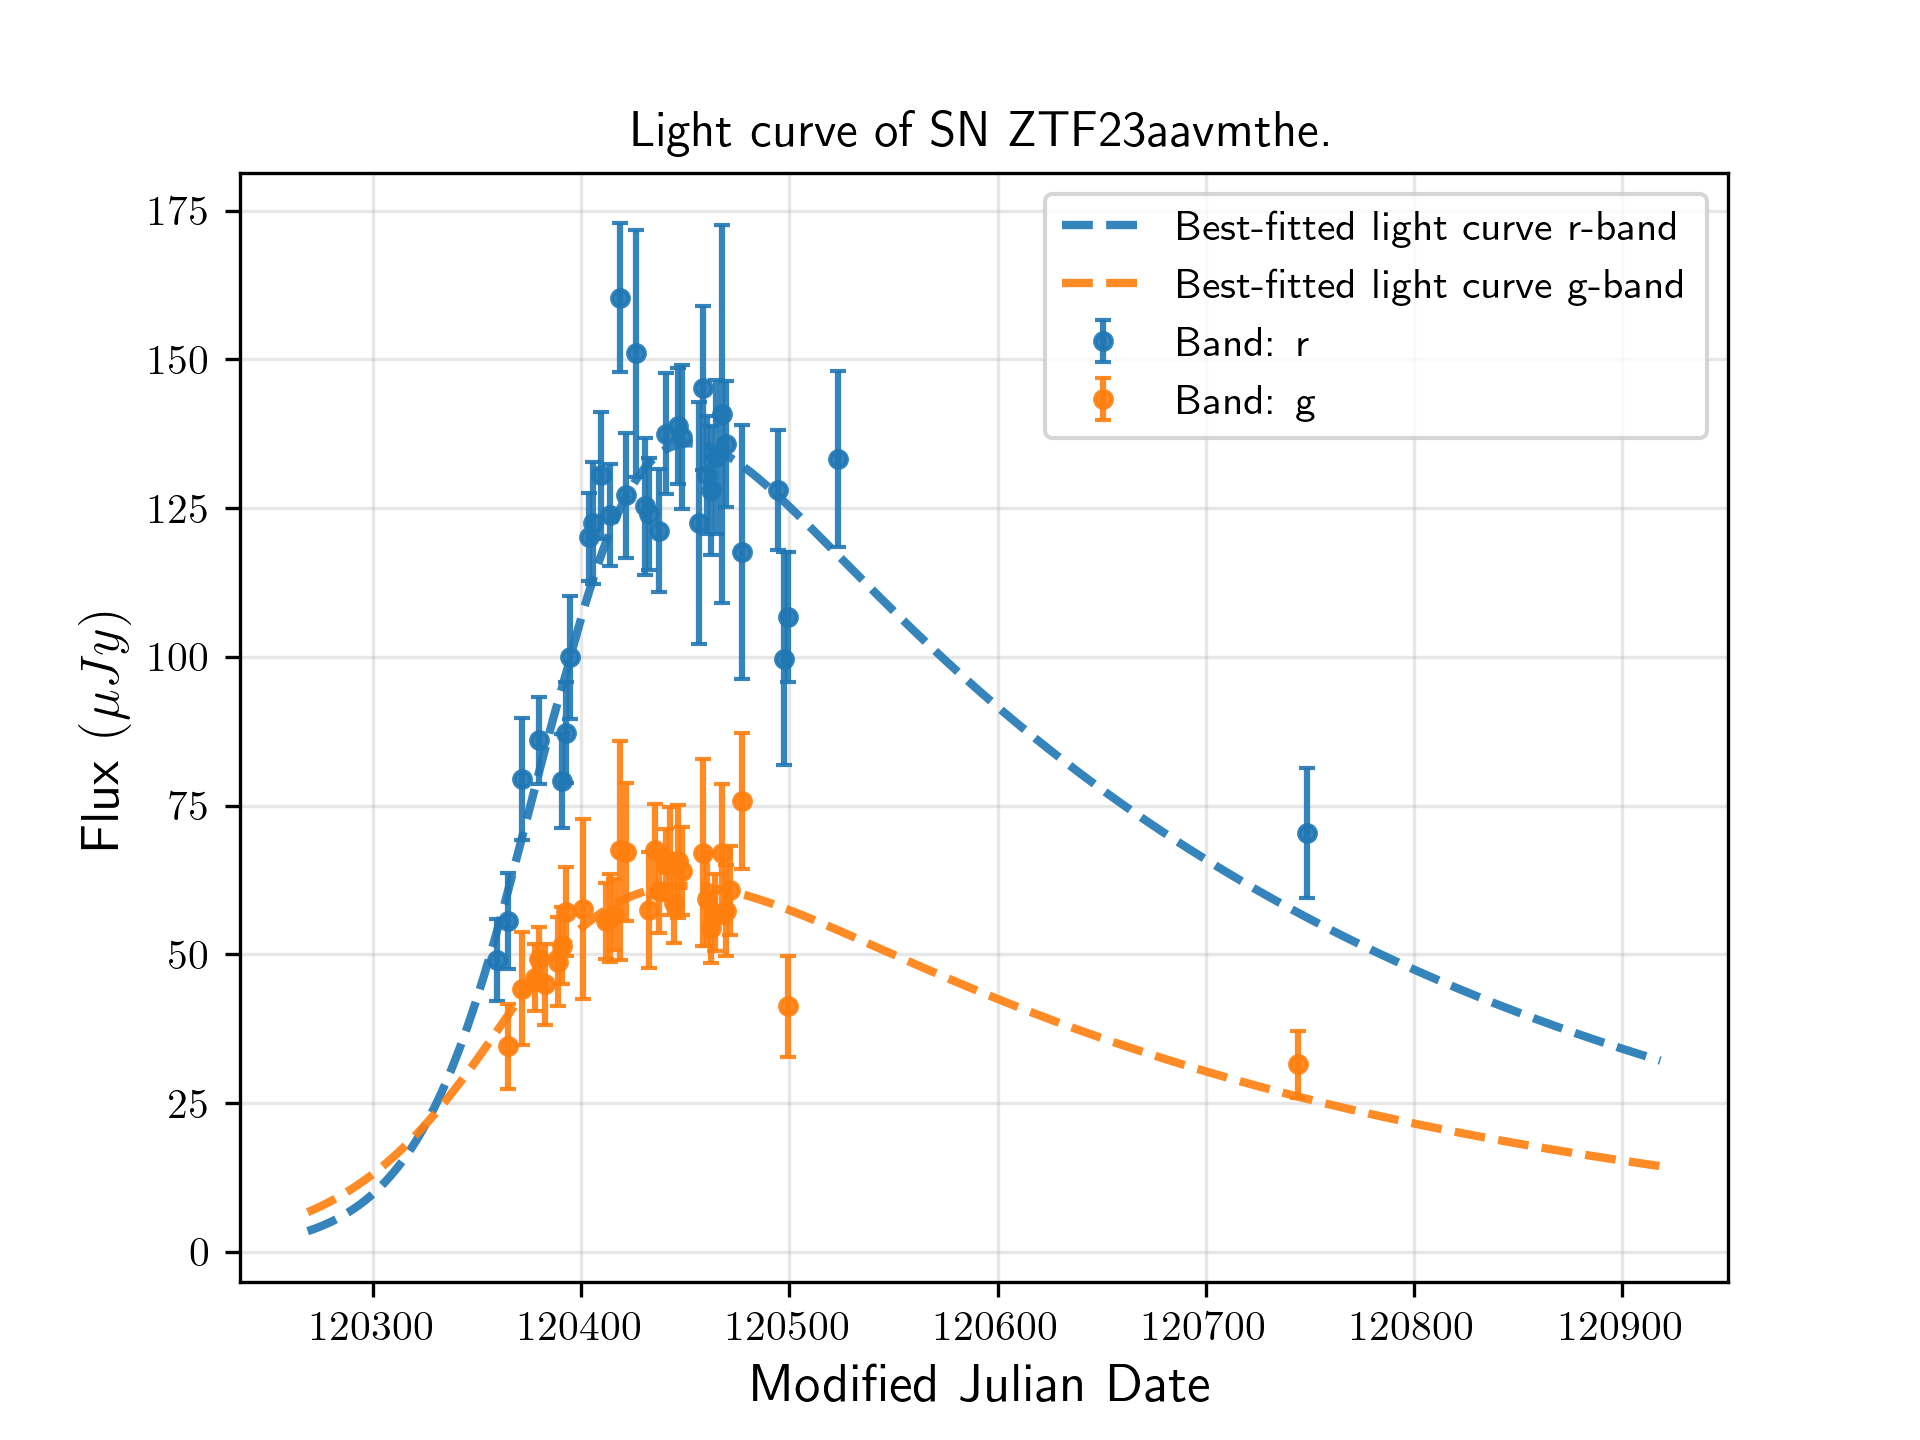 Light curve of SN ZTF23aavmthe.
Best-fitted light curve r-band
Best-fitted light curve g-band
Band: r
Band: g
Flux (μJy)
175
150
125
100
75
50
25
0
120300 120400 120500 120600 120700 120800 120900
Modified Julian Date